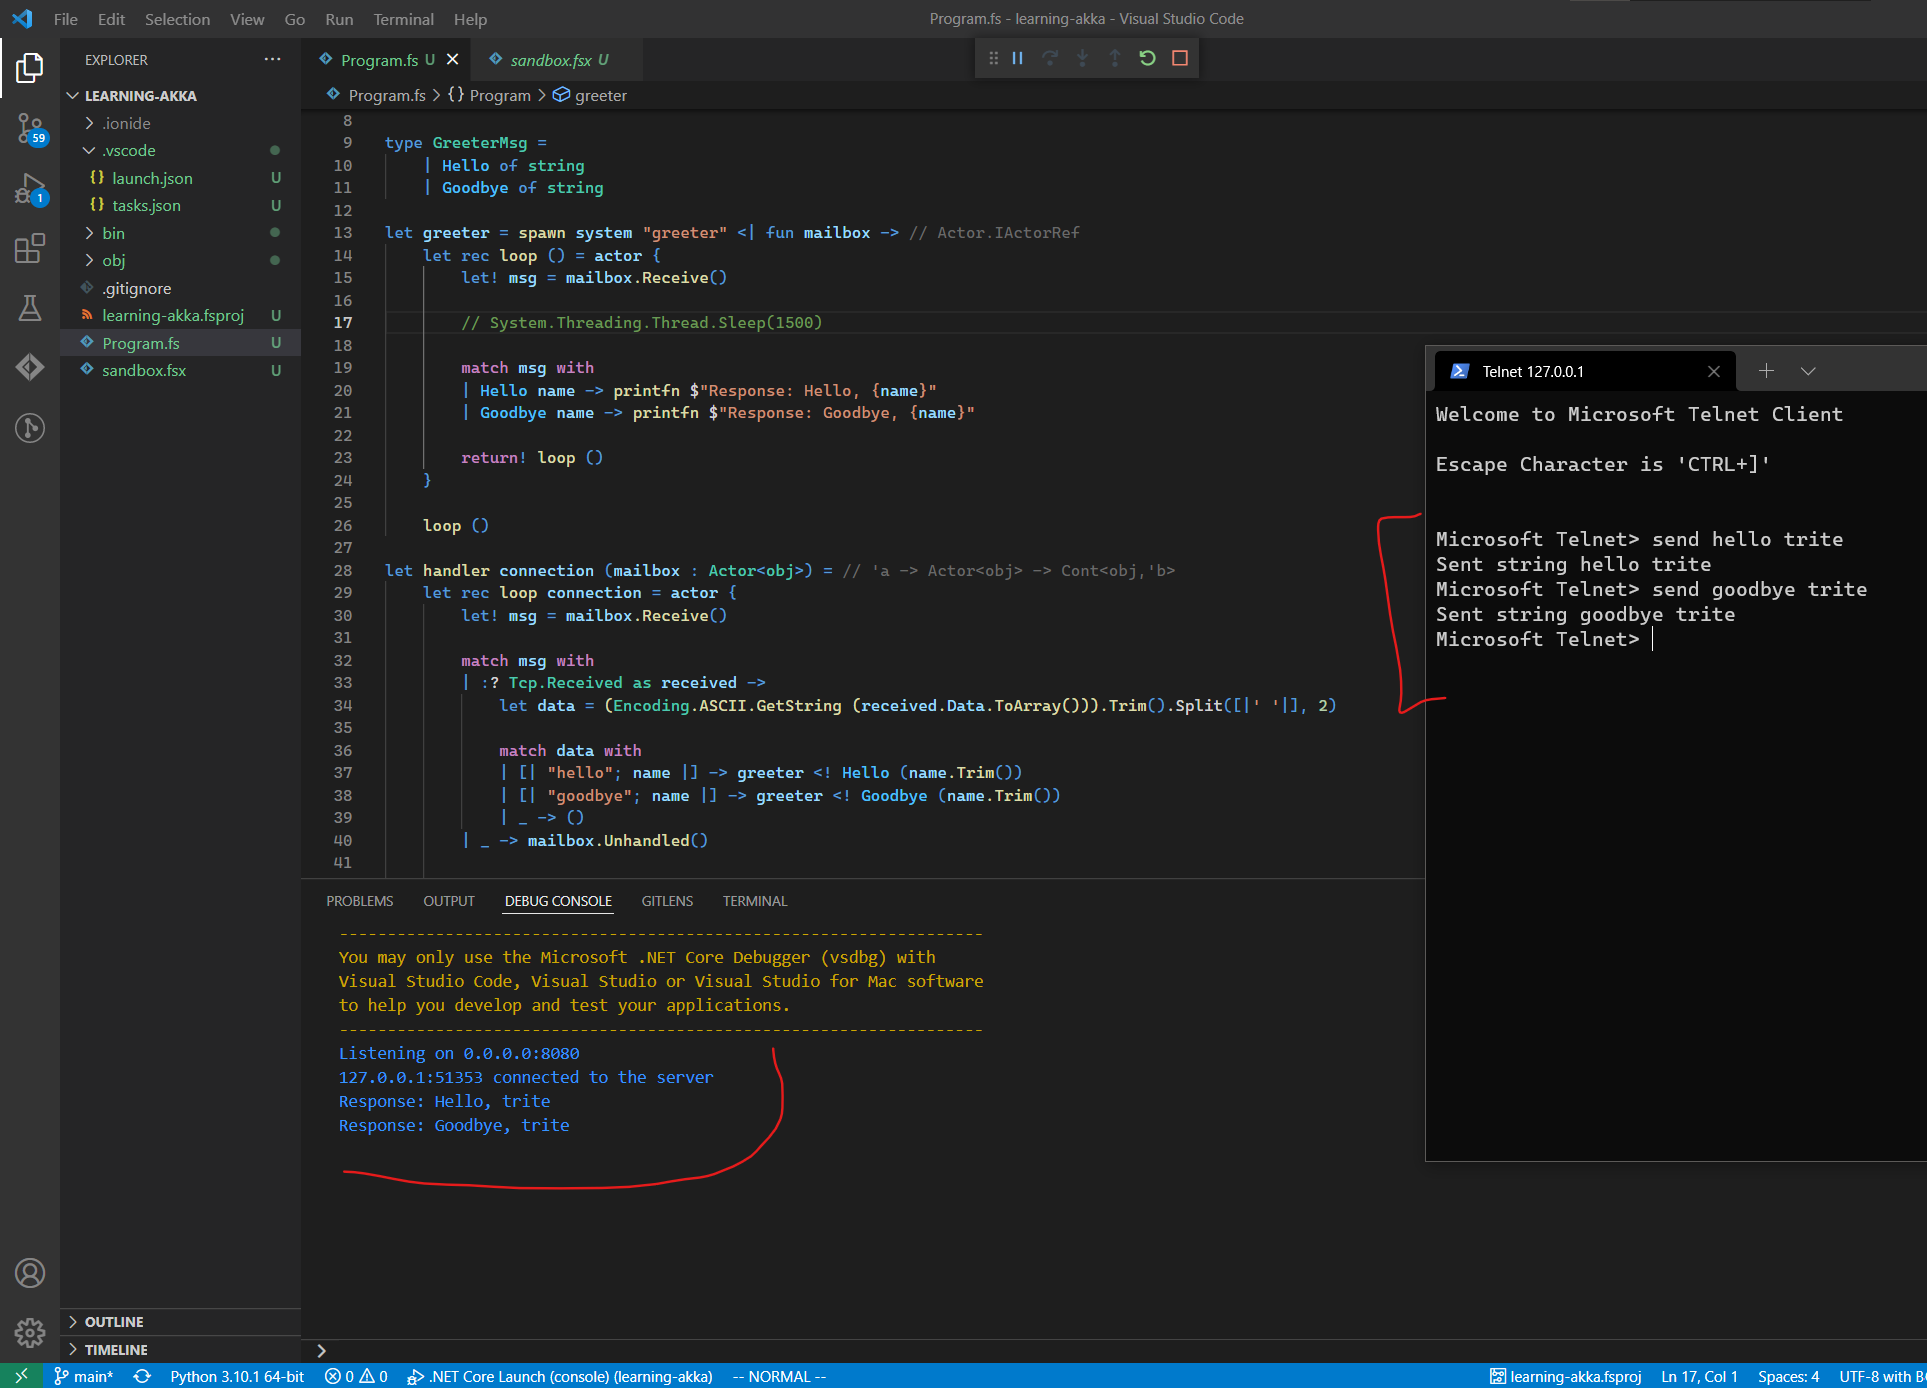 File Edit Selection View Go Run Terminal Help
Program.fs - learning-akka - Visual Studio Code
EXPLORER ···
LEARNING-AKKA
.ionide
.vscode
{} launch.json U
{} tasks.json U
bin
obj
.gitignore
learning-akka.fsproj U
Program.fs U
sandbox.fsx U
OUTLINE
TIMELINE
59
1
Program.fs U
sandbox.fsx U
Program.fs > {} Program > greeter
8
9 type GreeterMsg =
10 | Hello of string
11 | Goodbye of string
12
13 let greeter = spawn system "greeter" <| fun mailbox -> // Actor.IActorRef
14 let rec loop () = actor {
15 let! msg = mailbox.Receive()
16
17 // System.Threading.Thread.Sleep(1500)
18
19 match msg with
20 | Hello name -> printfn $"Response: Hello, {name}"
21 | Goodbye name -> printfn $"Response: Goodbye, {name}"
22
23 return! loop ()
24 }
25
26 loop ()
27
28 let handler connection (mailbox : Actor<obj>) = // 'a -> Actor<obj> -> Cont<obj,'b>
29 let rec loop connection = actor {
30 let! msg = mailbox.Receive()
31
32 match msg with
33 | :? Tcp.Received as received ->
34 let data = (Encoding.ASCII.GetString (received.Data.ToArray())).Trim().Split([|' '|], 2)
35
36 match data with
37 | [| "hello"; name |] -> greeter <! Hello (name.Trim())
38 | [| "goodbye"; name |] -> greeter <! Goodbye (name.Trim())
39 | _ -> ()
40 | _ -> mailbox.Unhandled()
41
Telnet 127.0.0.1
Welcome to Microsoft Telnet Client
Escape Character is 'CTRL+]'
Microsoft Telnet> send hello trite
Sent string hello trite
Microsoft Telnet> send goodbye trite
Sent string goodbye trite
Microsoft Telnet>
PROBLEMS OUTPUT DEBUG CONSOLE GITLENS TERMINAL
-------------------------------------------------------------------
You may only use the Microsoft .NET Core Debugger (vsdbg) with
Visual Studio Code, Visual Studio or Visual Studio for Mac software
to help you develop and test your applications.
-------------------------------------------------------------------
Listening on 0.0.0.0:8080
127.0.0.1:51353 connected to the server
Response: Hello, trite
Response: Goodbye, trite
main* Python 3.10.1 64-bit 0 0 .NET Core Launch (console) (learning-akka) -- NORMAL -- learning-akka.fsproj Ln 17, Col 1 Spaces: 4 UTF-8 with